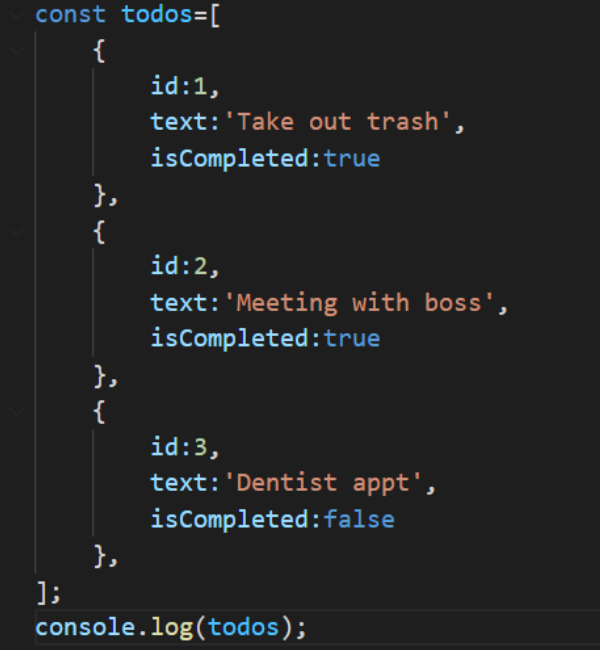 const todos=[
    {
        id:1,
        text:'Take out trash',
        isCompleted:true
    },
    {
        id:2,
        text:'Meeting with boss',
        isCompleted:true
    },
    {
        id:3,
        text:'Dentist appt',
        isCompleted:false
    },
];
console.log(todos);